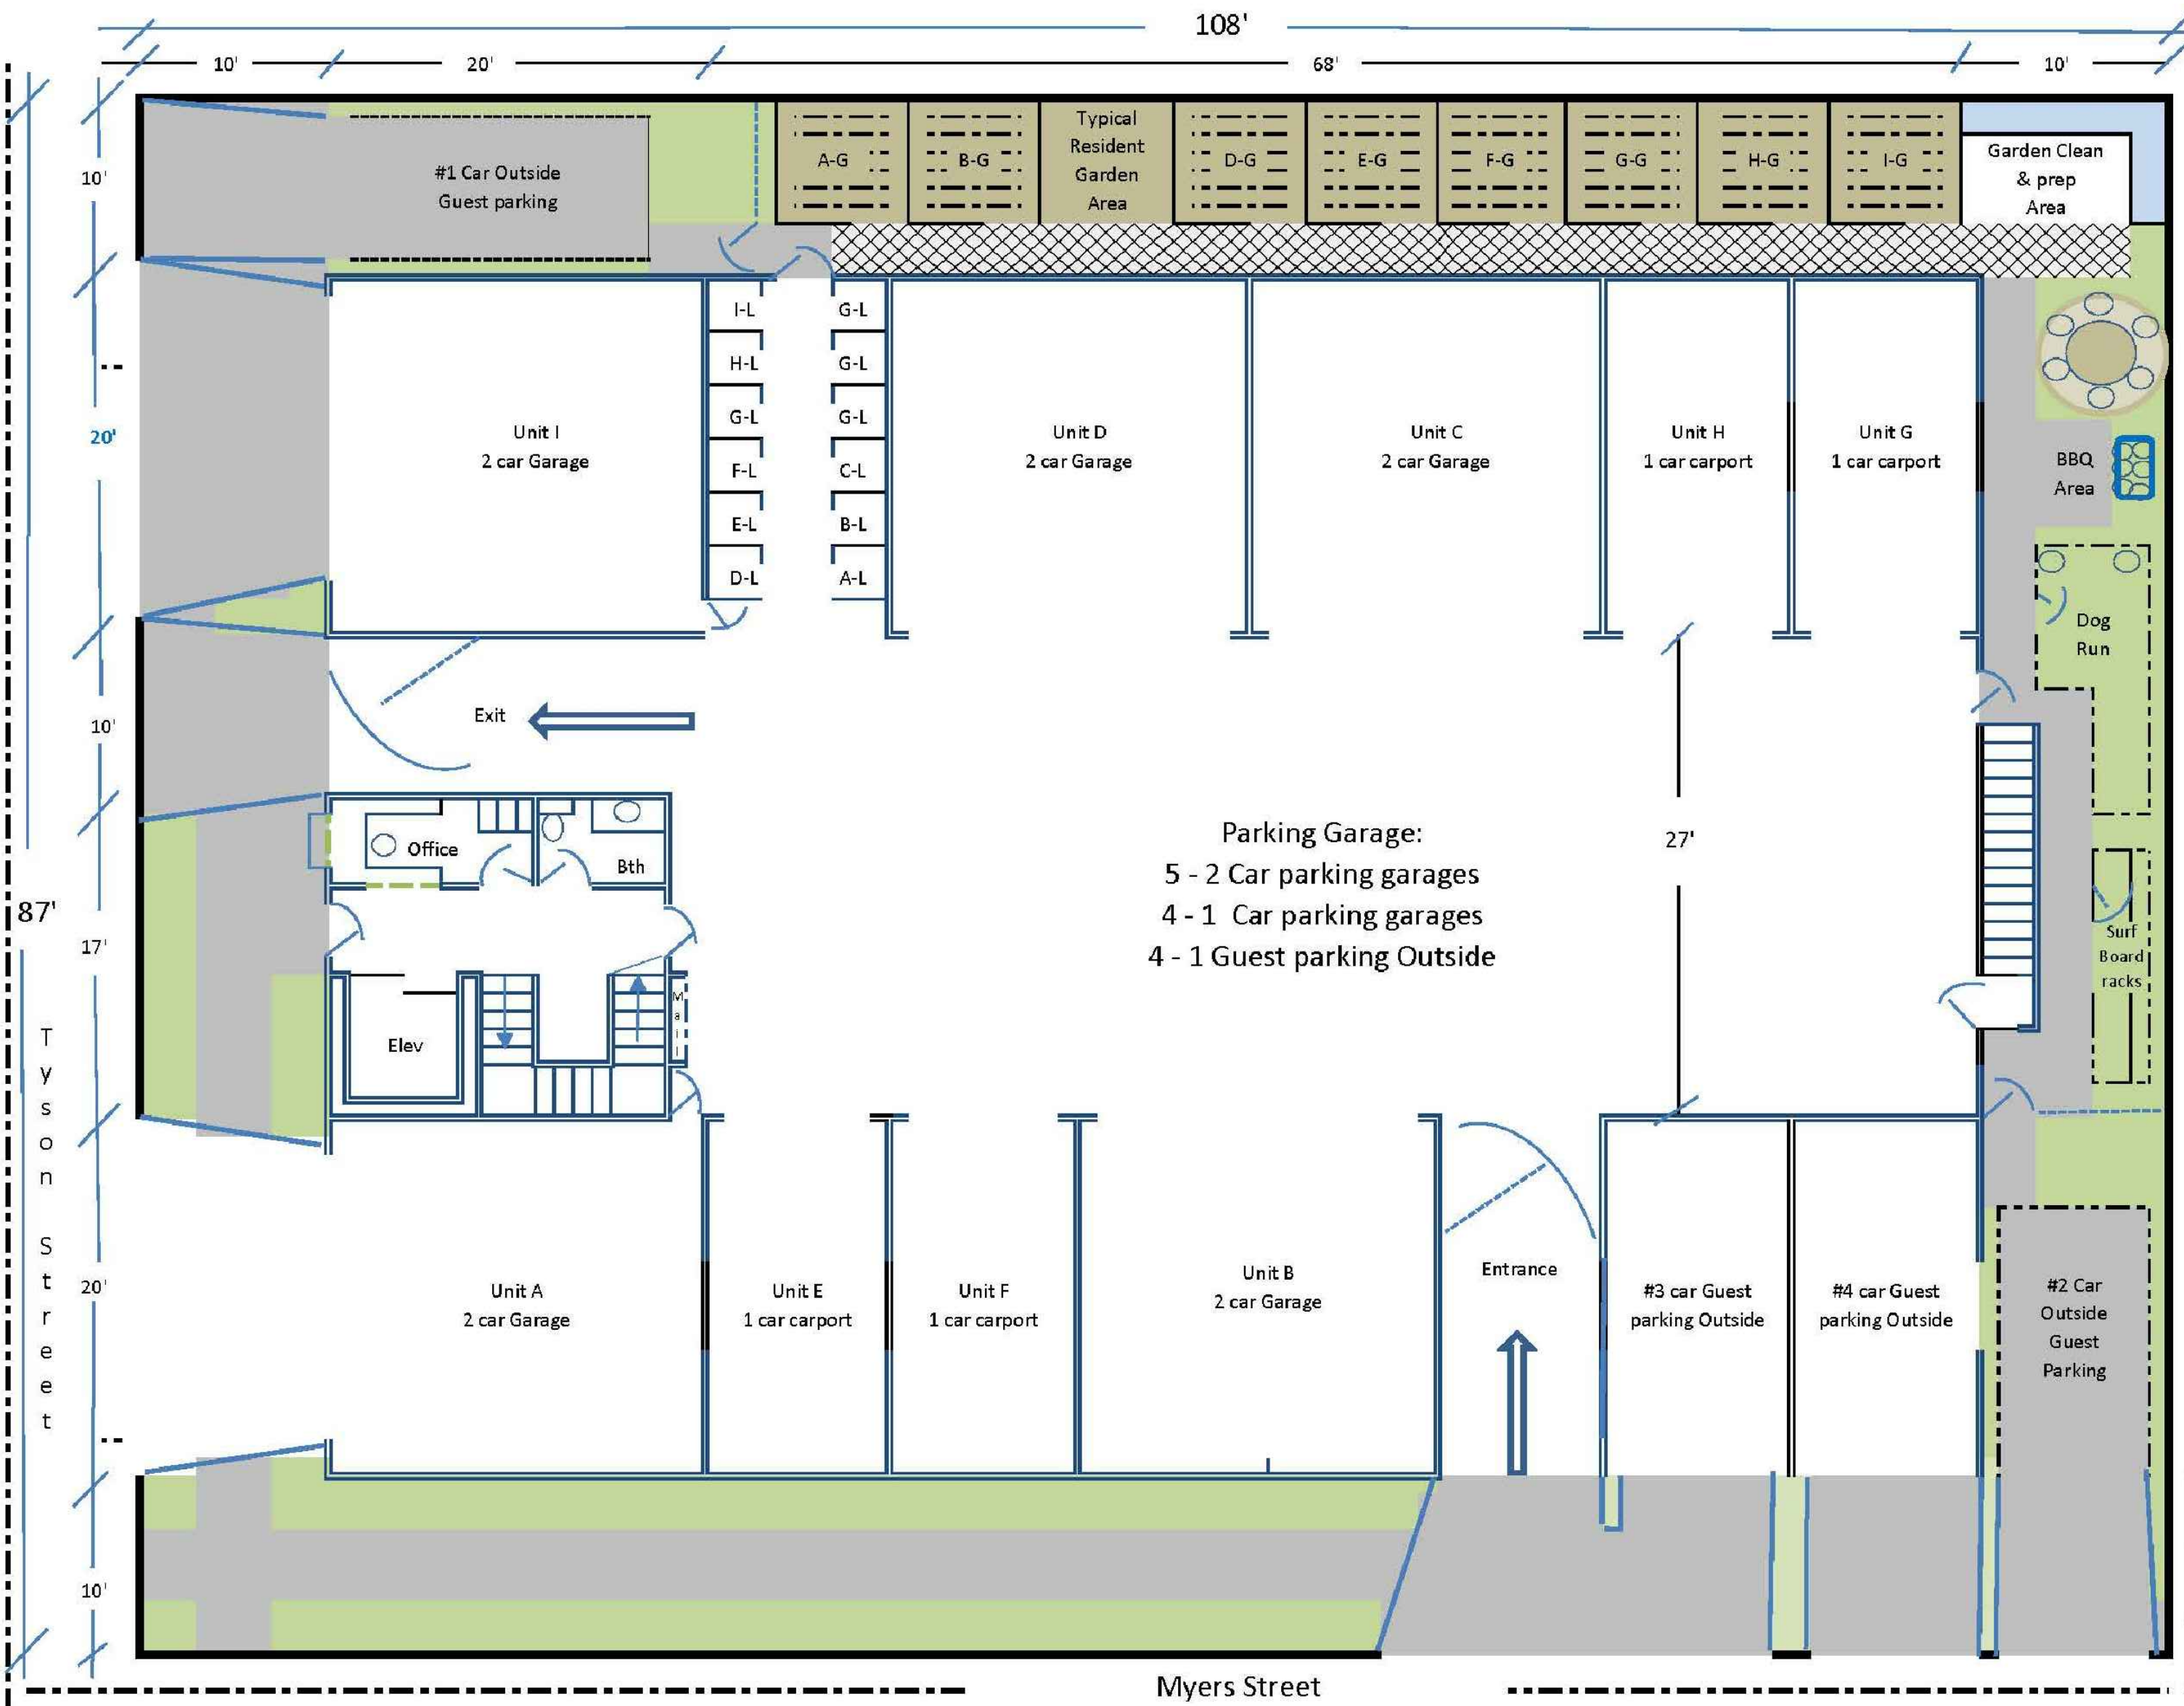 108'
10'
20'
68'
10'
10'
#1 Car Outside
Guest parking
A-G
B-G
Typical
Resident
Garden
Area
D-G
E-G
F-G
G-G
H-G
I-G
Garden Clean
& prep
Area
20'
Unit I
2 car Garage
I-L
H-L
G-L
F-L
E-L
D-L
G-L
G-L
G-L
C-L
B-L
A-L
Unit D
2 car Garage
Unit C
2 car Garage
Unit H
1 car carport
Unit G
1 car carport
BBQ
Area
Dog
Run
10'
Exit
Office
Bth
Parking Garage:
5 - 2 Car parking garages
4 - 1 Car parking garages
4 - 1 Guest parking Outside
27'
87'
17'
Surf
Board
racks
Elev
Mail
Tyson Street
20'
Unit A
2 car Garage
Unit E
1 car carport
Unit F
1 car carport
Unit B
2 car Garage
Entrance
#3 car Guest
parking Outside
#4 car Guest
parking Outside
#2 Car
Outside
Guest
Parking
10'
Myers Street